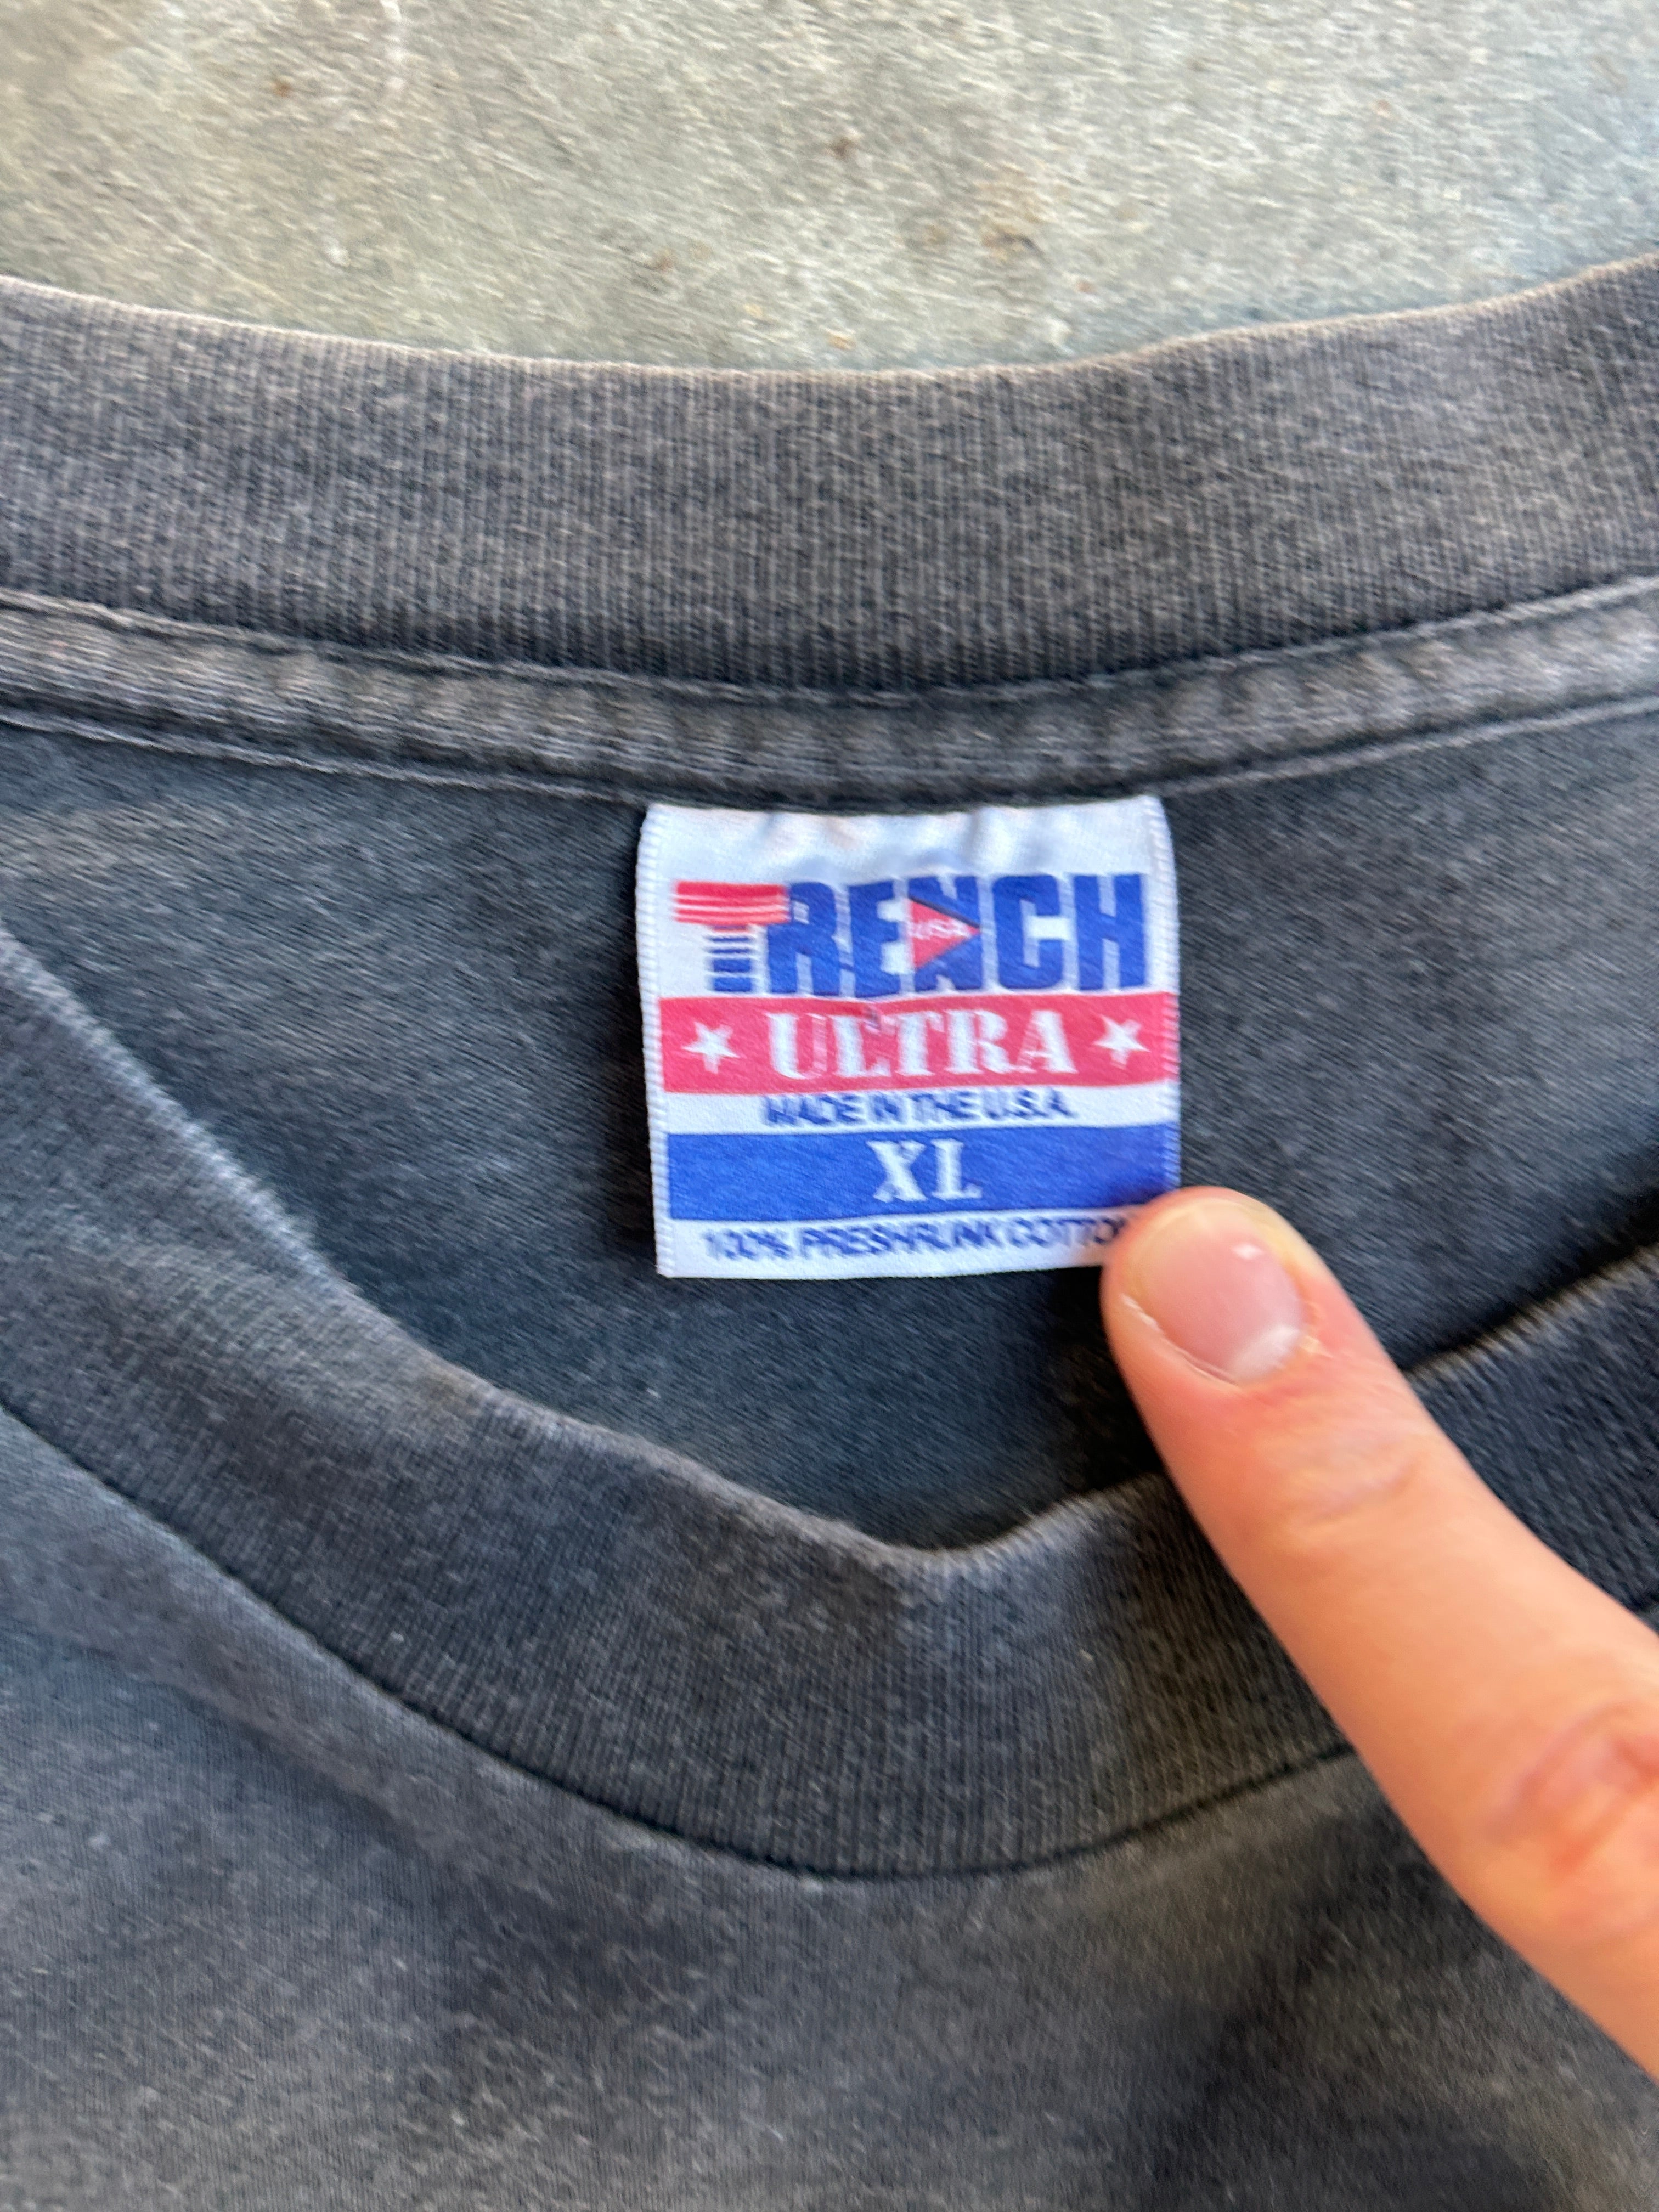 TRENCH
USA
ULTRA
MADE IN THE U.S.A.
XL
100% PRESHRUNK COTTON